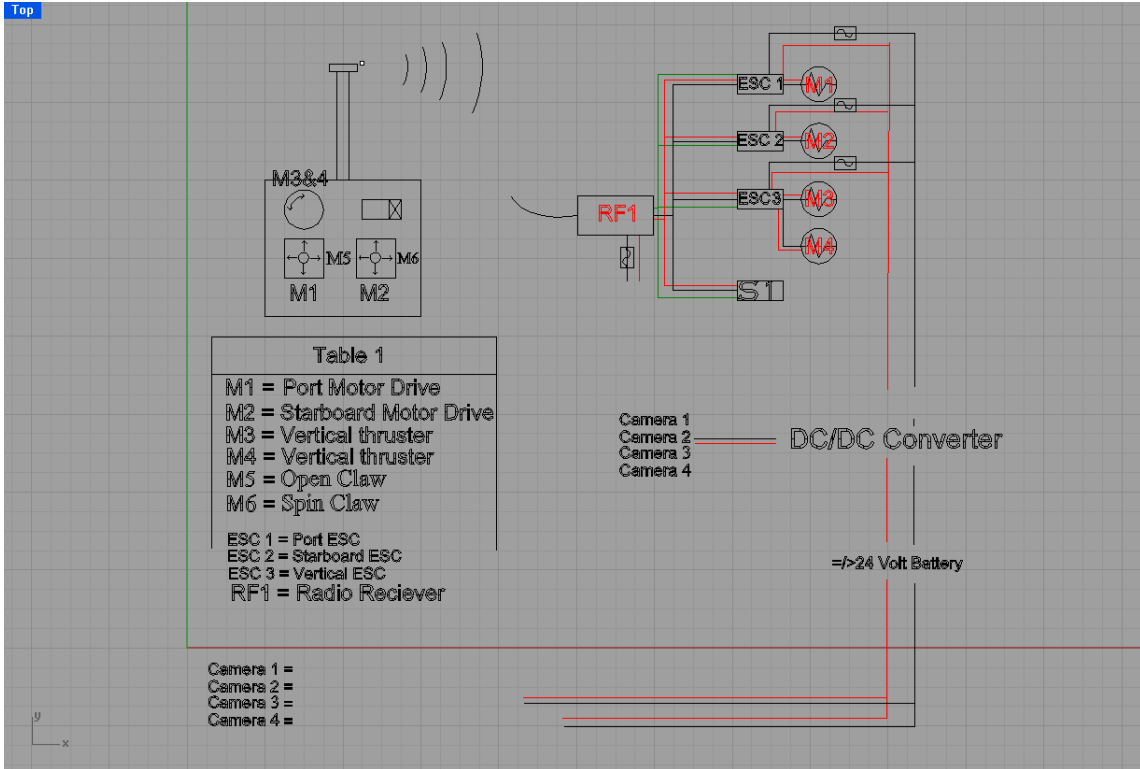 Top
M3&4
M5
M6
M1
M2
Table 1
M1 = Port Motor Drive
M2 = Starboard Motor Drive
M3 = Vertical thruster
M4 = Vertical thruster
M5 = Open Claw
M6 = Spin Claw
ESC 1 = Port ESC
ESC 2 = Starboard ESC
ESC 3 = Vertical ESC
RF1 = Radio Reciever
Camera 1 =
Camera 2 =
Camera 3 =
Camera 4 =
y
x
ESC 1
M1
ESC 2
M2
ESC3
M3
M4
RF1
S1
Camera 1
Camera 2
Camera 3
Camera 4
DC/DC Converter
=/>24 Volt Battery